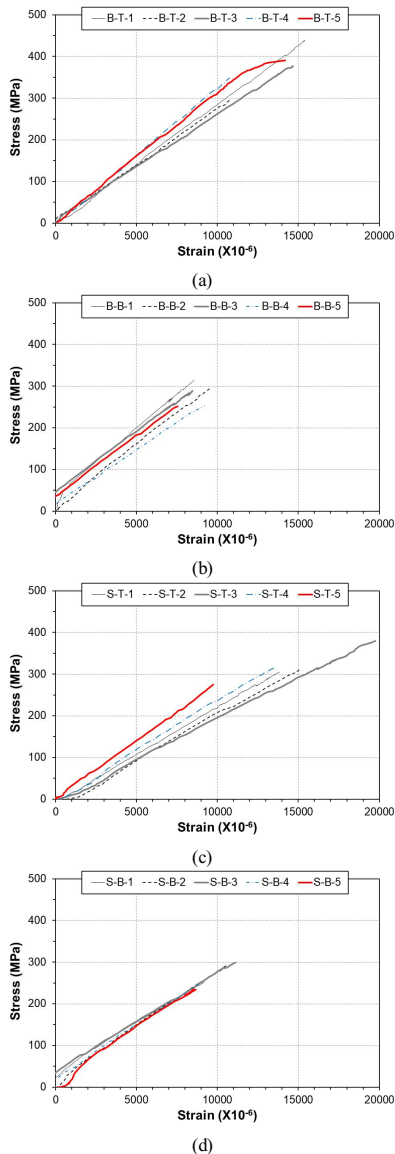 B-T-1 B-T-2 B-T-3 B-T-4 B-T-5
500
400
300
200
100
0
Stress (MPa)
0 5000 10000 15000 20000
Strain (X10-6)
(a)
B-B-1 B-B-2 B-B-3 B-B-4 B-B-5
500
400
300
200
100
0
Stress (MPa)
0 5000 10000 15000 20000
Strain (X10-6)
(b)
S-T-1 S-T-2 S-T-3 S-T-4 S-T-5
500
400
300
200
100
0
Stress (MPa)
0 5000 10000 15000 20000
Strain (X10-6)
(c)
S-B-1 S-B-2 S-B-3 S-B-4 S-B-5
500
400
300
200
100
0
Stress (MPa)
0 5000 10000 15000 20000
Strain (X10-6)
(d)